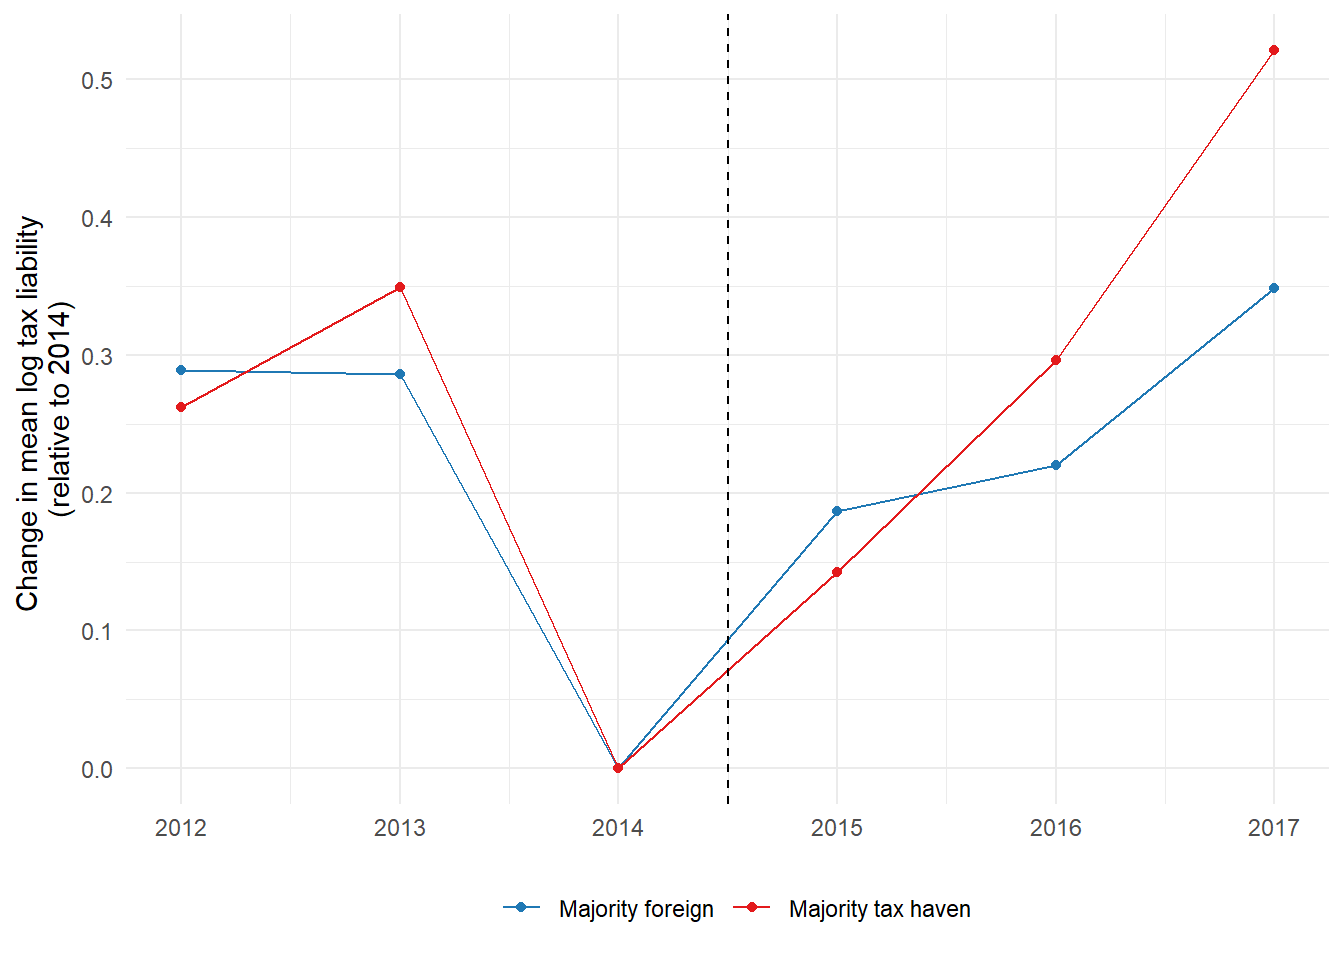 Change in mean log tax liability
(relative to 2014)
0.5
0.4
0.3
0.2
0.1
0.0
2012 2013 2014 2015 2016 2017
Majority foreign Majority tax haven